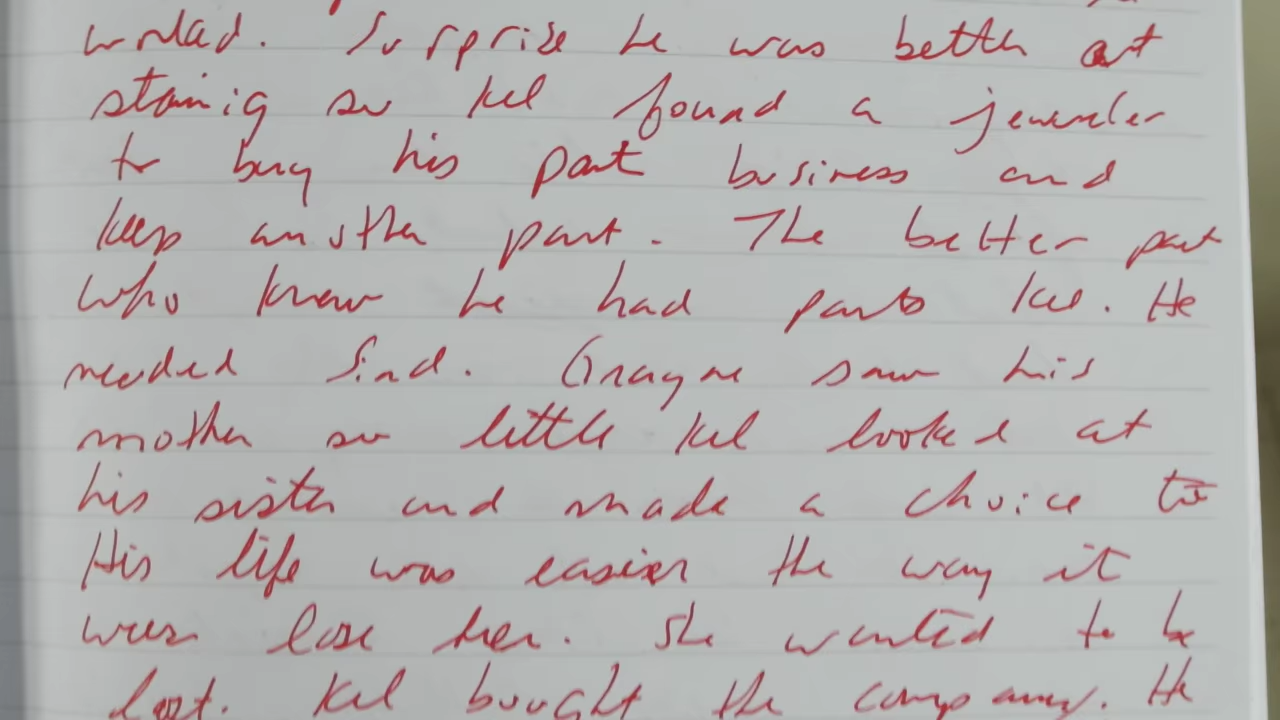 worked. Surprise he was better at
staining so Kel found a jeweler
to buy his part business and
keep another part. The better part
who knew he had parts Kel. He
needed find. Grayne saw his
mother so little Kel looked at
his sister and made a choice to
His life was easier the way it
were lose her. She wanted to be
lost. Kel bought the company. He